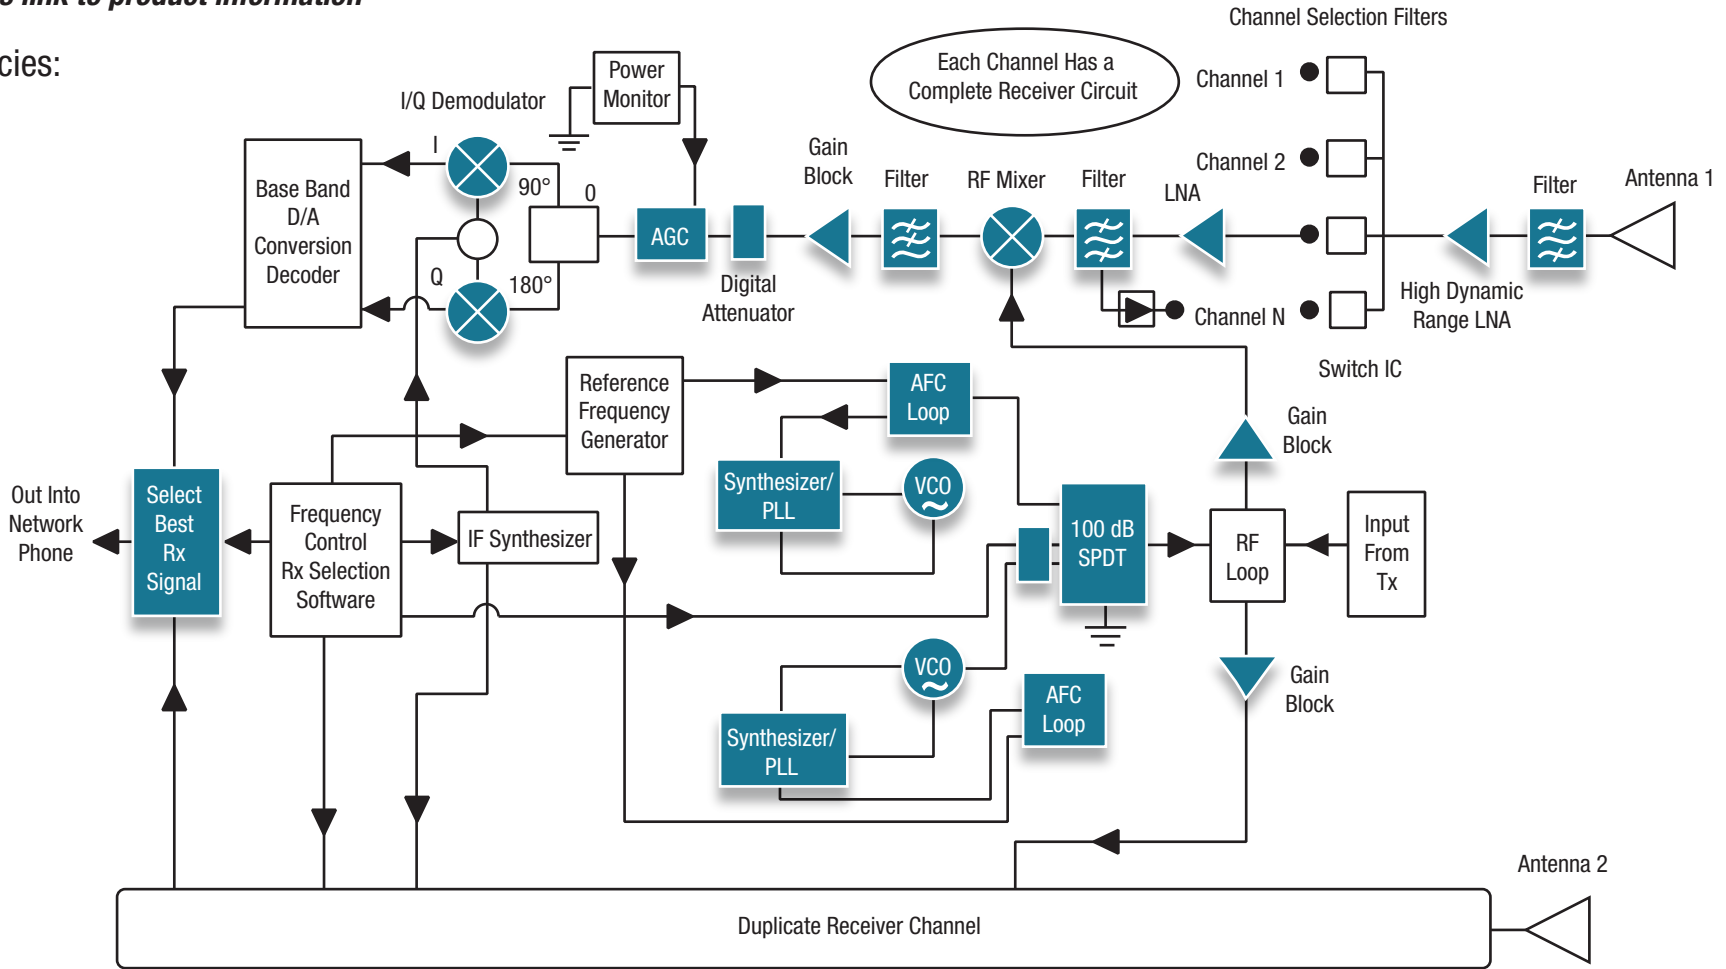 link to product information
cies:
Channel Selection Filters
Each Channel Has a
Complete Receiver Circuit
Channel 1
Channel 2
Channel N
Power
Monitor
I/Q Demodulator
I
Q
90°
0
180°
Base Band
D/A
Conversion
Decoder
AGC
Digital
Attenuator
Gain
Block
Filter
RF Mixer
Filter
LNA
Filter
Antenna 1
High Dynamic
Range LNA
Switch IC
Reference
Frequency
Generator
AFC
Loop
Gain
Block
Synthesizer/
PLL
VCO
Out Into
Network
Phone
Select
Best
Rx
Signal
Frequency
Control
Rx Selection
Software
IF Synthesizer
100 dB
SPDT
RF
Loop
Input
From
Tx
VCO
Synthesizer/
PLL
AFC
Loop
Gain
Block
Antenna 2
Duplicate Receiver Channel